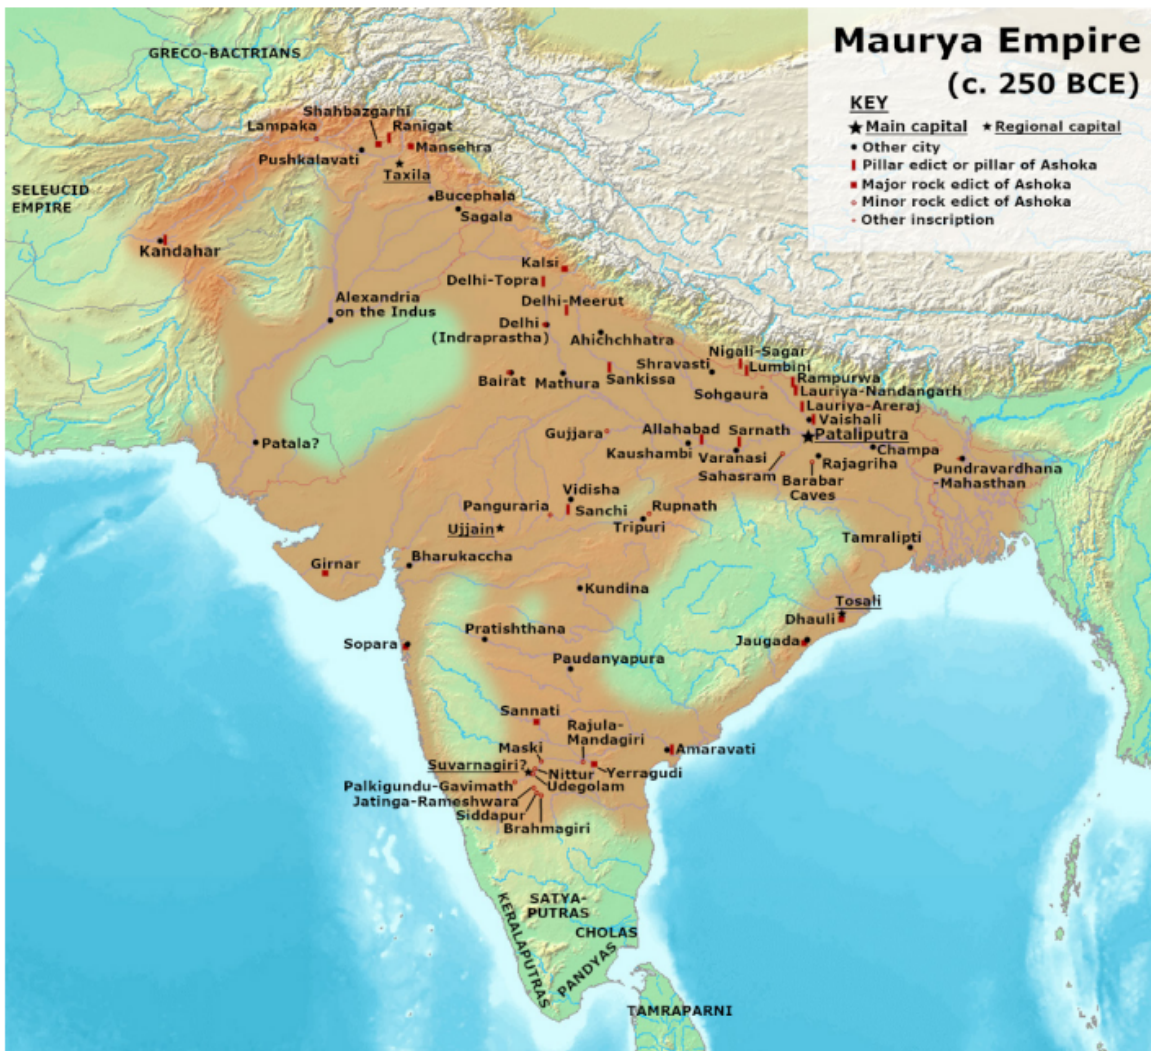 Maurya Empire
(c. 250 BCE)
KEY
Main capital
Regional capital
Other city
Pillar edict or pillar of Ashoka
Major rock edict of Ashoka
Minor rock edict of Ashoka
Other inscription
GRECO-BACTRIANS
Shahbazgarhi
Lampaka
Ranigat
Mansehra
Pushkalavati
Taxila
SELEUCID
EMPIRE
Bucephala
Sagala
Kandahar
Kalsi
Delhi-Topra
Alexandria
on the Indus
Delhi-Meerut
Delhi
(Indraprastha)
Ahichchhatra
Nigali-Sagar
Shravasti
Lumbini
Bairat
Mathura
Sankissa
Rampurwa
Sohgaura
Lauriya-Nandangarh
Lauriya-Areraj
Vaishali
Patala?
Gujjara
Allahabad
Sarnath
Pataliputra
Kaushambi
Varanasi
Champa
Sahasram
Rajagriha
Pundravardhana
-Mahasthan
Barabar
Caves
Vidisha
Panguraria
Sanchi
Rupnath
Ujjain
Tripuri
Tamralipti
Bharukaccha
Girnar
Kundina
Tosali
Dhauli
Sopara
Pratishthana
Jaugada
Paudanyapura
Sannati
Rajula-
Mandagiri
Maski
Amaravati
Suvarnagiri?
Nittur
Yerragudi
Udegolam
Palkigundu-Gavimath
Jatinga-Rameshwara
Siddapur
Brahmagiri
SATYA-
PUTRAS
KERALAPUTRAS
CHOLAS
PANDYAS
TAMRAPARNI